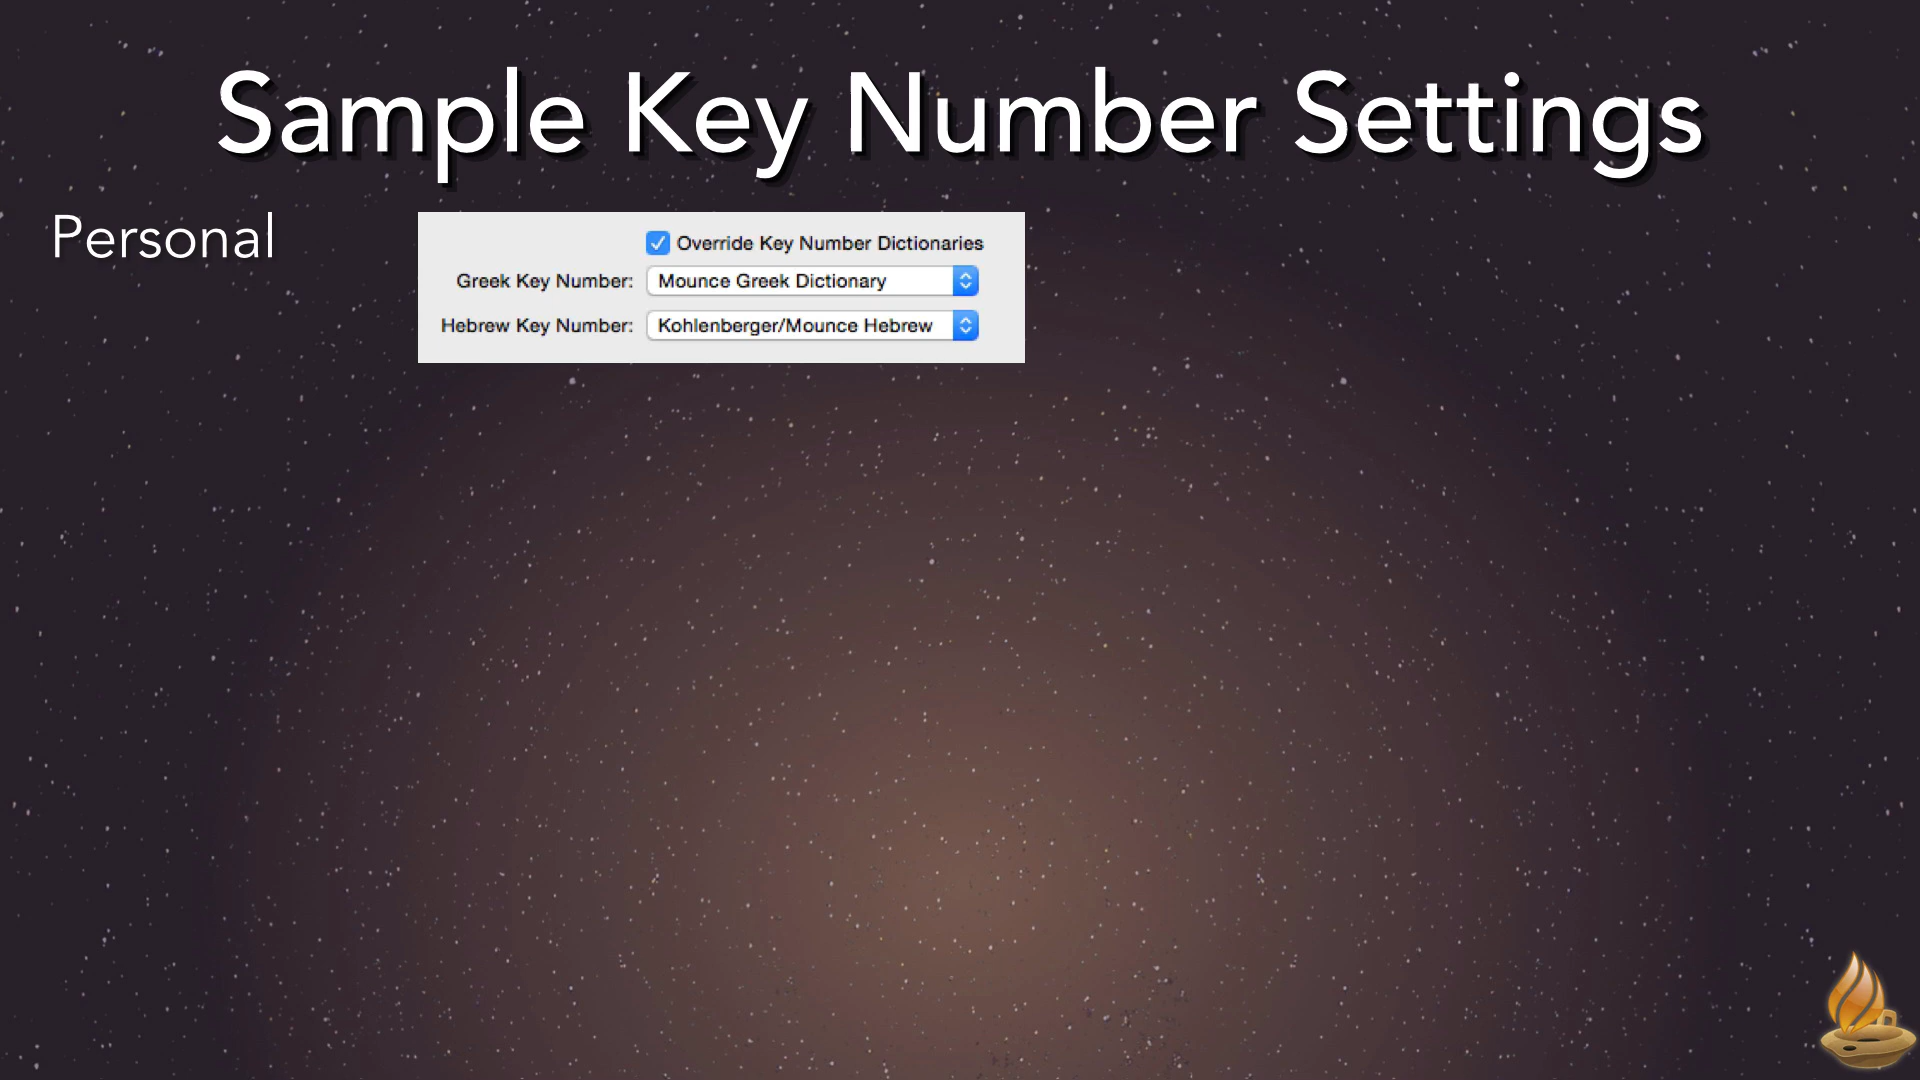 Sample Key Number Settings
Personal
Override Key Number Dictionaries
Greek Key Number: Mounce Greek Dictionary
Hebrew Key Number: Kohlenberger/Mounce Hebrew